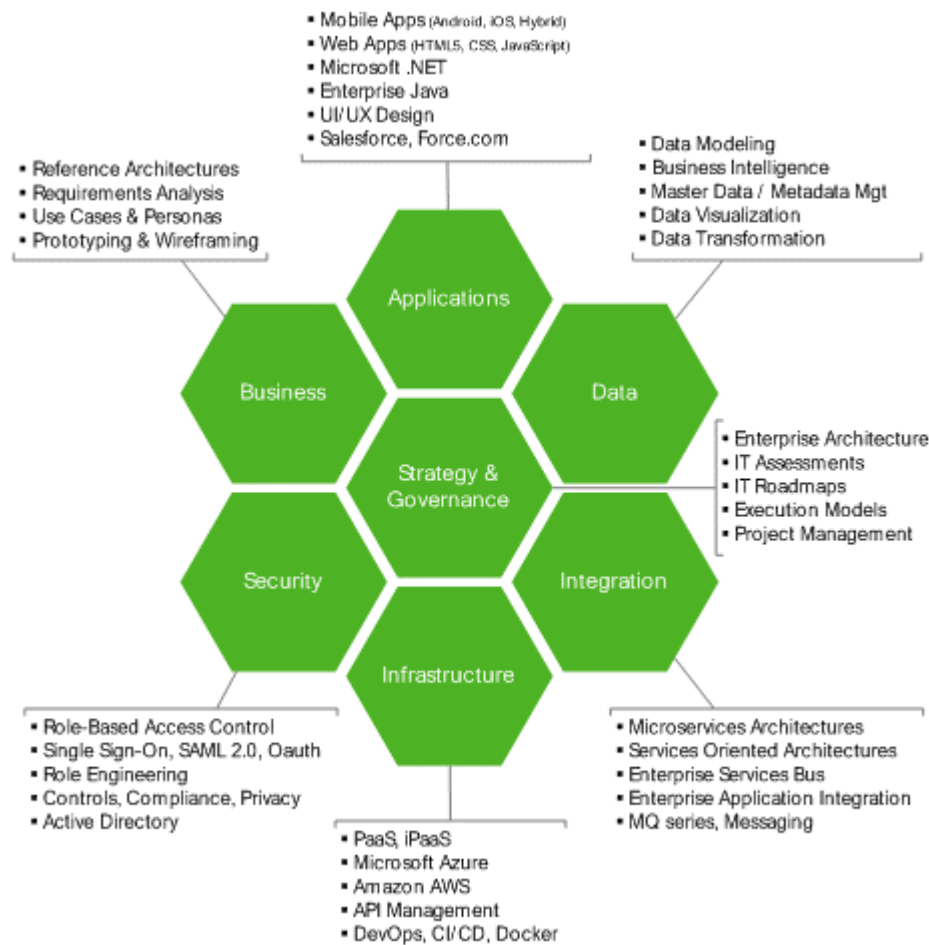 ▪ Mobile Apps (Android, iOS, Hybrid)
▪ Web Apps (HTML5, CSS, JavaScript)
▪ Microsoft .NET
▪ Enterprise Java
▪ UI/UX Design
▪ Salesforce, Force.com
▪ Reference Architectures
▪ Requirements Analysis
▪ Use Cases & Personas
▪ Prototyping & Wireframing
▪ Data Modeling
▪ Business Intelligence
▪ Master Data / Metadata Mgt
▪ Data Visualization
▪ Data Transformation
Applications
Business
Data
Strategy &
Governance
▪ Enterprise Architecture
▪ IT Assessments
▪ IT Roadmaps
▪ Execution Models
▪ Project Management
Security
Integration
Infrastructure
▪ Role-Based Access Control
▪ Single Sign-On, SAML 2.0, Oauth
▪ Role Engineering
▪ Controls, Compliance, Privacy
▪ Active Directory
▪ Microservices Architectures
▪ Services Oriented Architectures
▪ Enterprise Services Bus
▪ Enterprise Application Integration
▪ MQ series, Messaging
▪ PaaS, iPaaS
▪ Microsoft Azure
▪ Amazon AWS
▪ API Management
▪ DevOps, CI/CD, Docker